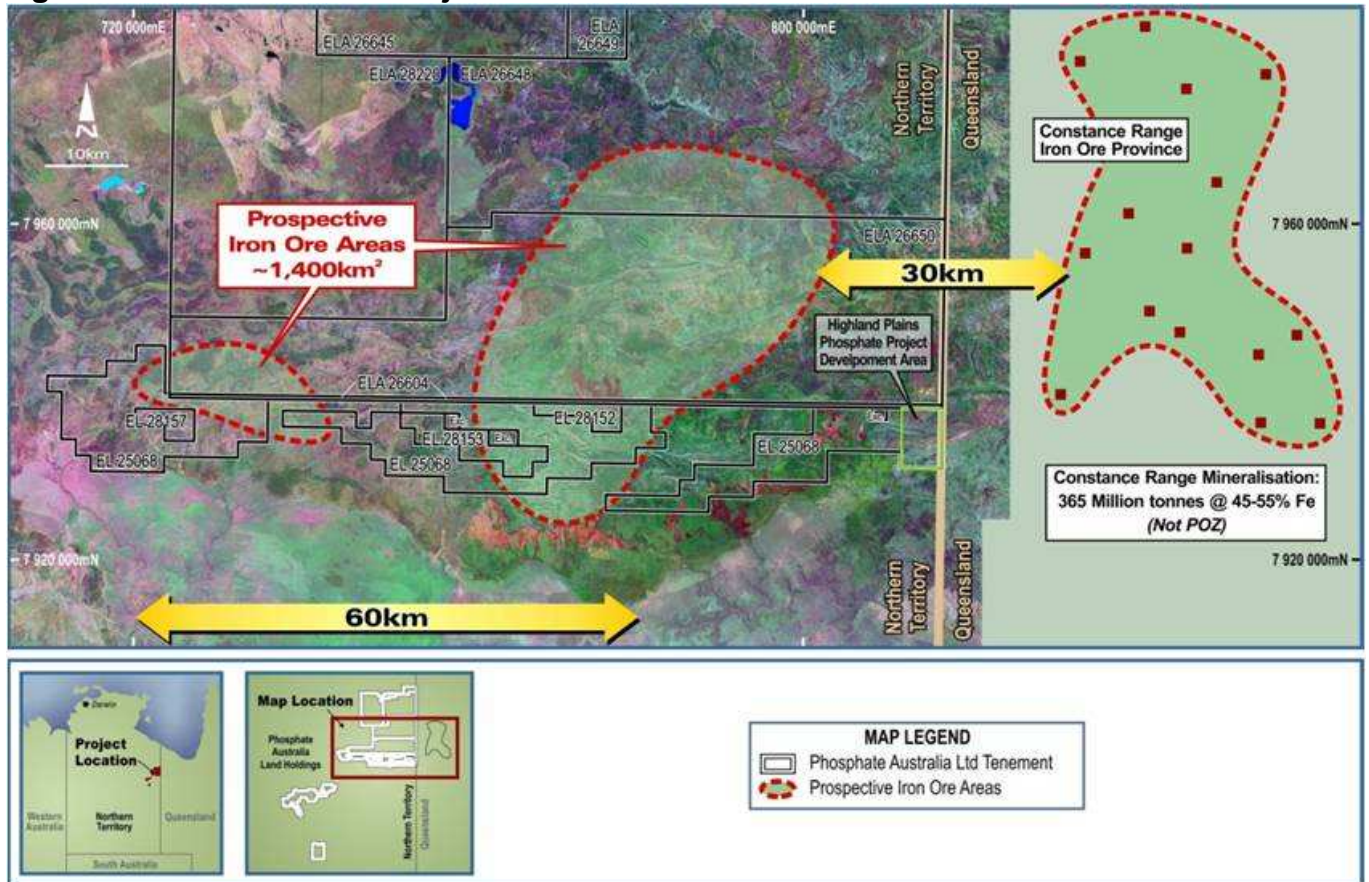 720 000mE
ELA 26645
ELA
26649
800 000mE
ELA 28229
ELA 26648
Northern
Territory
Queensland
N
10km
Constance Range
Iron Ore Province
7 960 000mN
Prospective
Iron Ore Areas
~1,400km²
ELA 26650
7 960 000mN
30km
Highland Plains
Phosphate Project
Develpoment Area
ELA 26604
EL 28157
Exc.
EL 28152
Exc.
EL 28153
Exc.
EL 25068
EL 25068
EL 25068
Constance Range Mineralisation:
365 Million tonnes @ 45-55% Fe
(Not POZ)
7 920 000mN
7 920 000mN
Northern
Territory
Queensland
60km
Darwin
Project
Location
Western
Australia
Northern
Territory
Queensland
South Australia
Map Location
Phosphate
Australia
Land Holdings
Northern Territory
Queensland
MAP LEGEND
Phosphate Australia Ltd Tenement
Prospective Iron Ore Areas